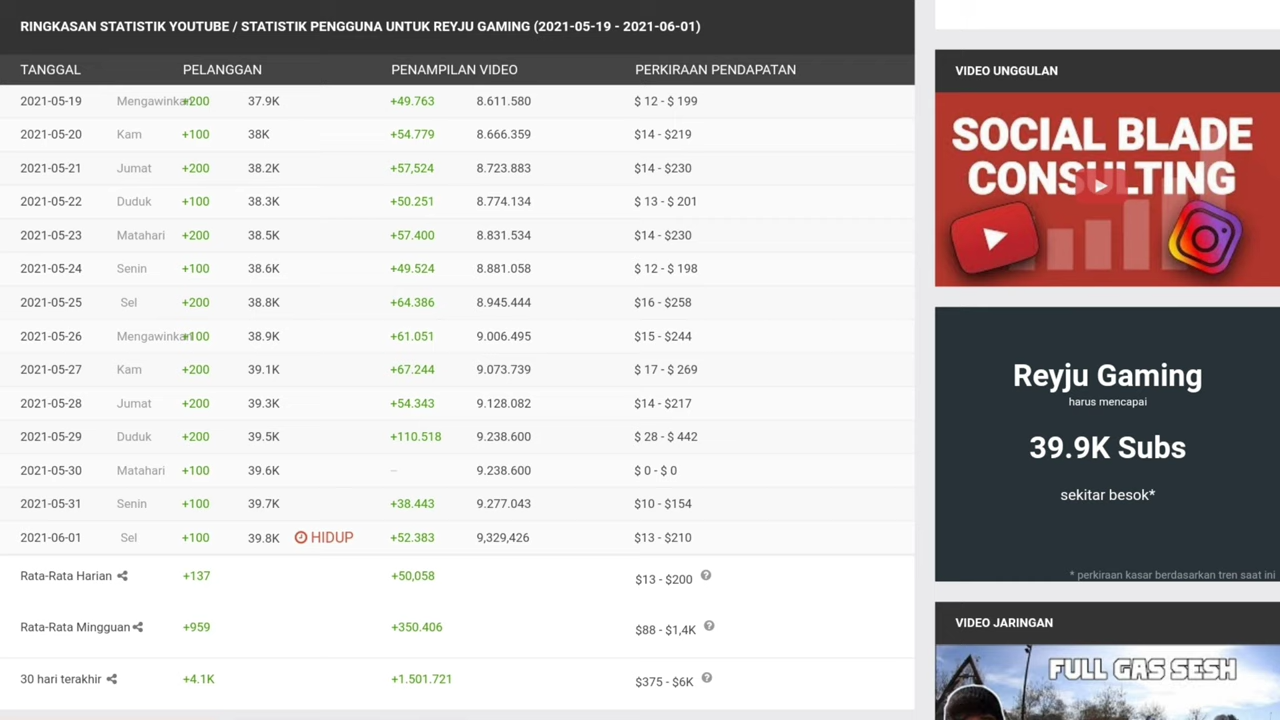 RINGKASAN STATISTIK YOUTUBE / STATISTIK PENGGUNA UNTUK REYJU GAMING (2021-05-19 - 2021-06-01)
TANGGAL PELANGGAN PENAMPILAN VIDEO PERKIRAAN PENDAPATAN
2021-05-19 Mengawinkan +200 37.9K +49.763 8.611.580 $ 12 - $ 199
2021-05-20 Kam +100 38K +54.779 8.666.359 $14 - $219
2021-05-21 Jumat +200 38.2K +57,524 8.723.883 $14 - $230
2021-05-22 Duduk +100 38.3K +50.251 8.774.134 $ 13 - $ 201
2021-05-23 Matahari +200 38.5K +57.400 8.831.534 $14 - $230
2021-05-24 Senin +100 38.6K +49.524 8.881.058 $ 12 - $ 198
2021-05-25 Sel +200 38.8K +64.386 8.945.444 $16 - $258
2021-05-26 Mengawinkan +100 38.9K +61.051 9.006.495 $15 - $244
2021-05-27 Kam +200 39.1K +67.244 9.073.739 $ 17 - $ 269
2021-05-28 Jumat +200 39.3K +54.343 9.128.082 $14 - $217
2021-05-29 Duduk +200 39.5K +110.518 9.238.600 $ 28 - $ 442
2021-05-30 Matahari +100 39.6K -- 9.238.600 $ 0 - $ 0
2021-05-31 Senin +100 39.7K +38.443 9.277.043 $10 - $154
2021-06-01 Sel +100 39.8K HIDUP +52.383 9,329,426 $13 - $210
Rata-Rata Harian +137 +50,058 $13 - $200 ?
Rata-Rata Mingguan +959 +350.406 $88 - $1,4K ?
30 hari terakhir +4.1K +1.501.721 $375 - $6K ?
VIDEO UNGGULAN
SOCIAL BLADE
CONSULTING
Reyju Gaming
harus mencapai
39.9K Subs
sekitar besok*
* perkiraan kasar berdasarkan tren saat ini
VIDEO JARINGAN
FULL GAS SESH